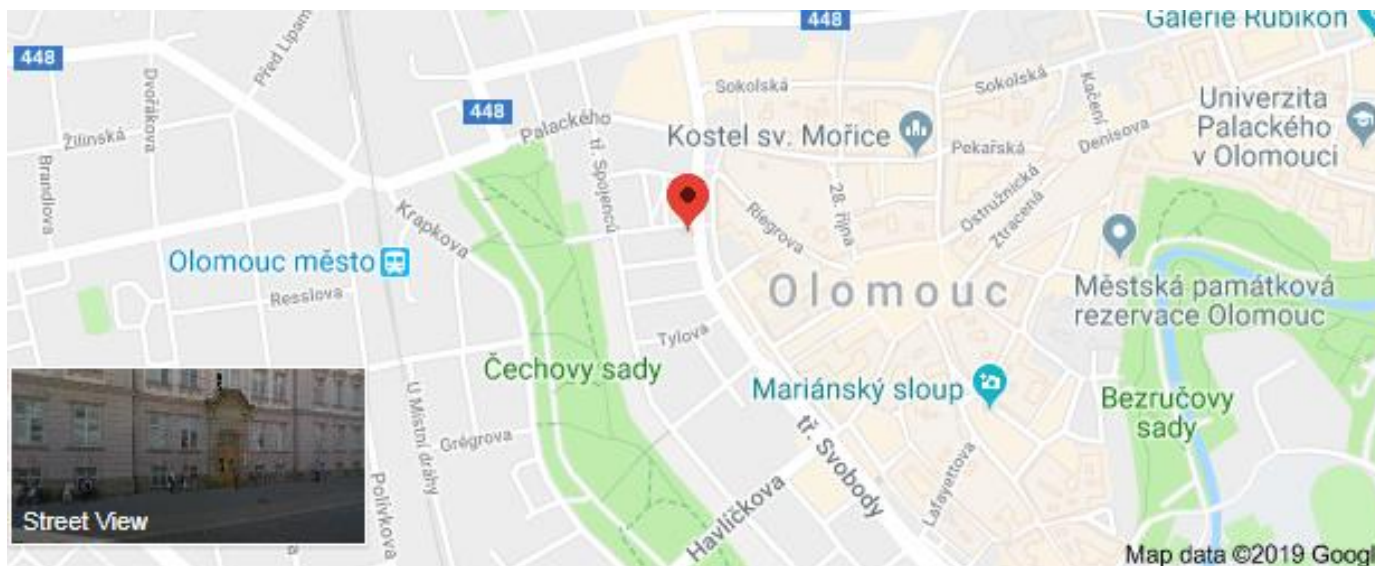 Galerie Rubikon
448
Před Lipami
Dvořákova
Sokolská
Sokolská
Kačení
448
Univerzita
Palackého
v Olomouci
Žilinská
Palackého
Kostel sv. Mořice
Pekařská
Denisova
Brandlova
tř. Spojenců
28. října
Ostružnická
Ztracená
Riegrova
Krapkova
Olomouc město
Olomouc
Resslova
Městská památková
rezervace Olomouc
Tylova
Čechovy sady
Mariánský sloup
Bezručovy
sady
U Místní dráhy
Grégrova
tř. Svobody
Lafayettova
Polívkova
Havlíčkova
Street View
Map data ©2019 Googl